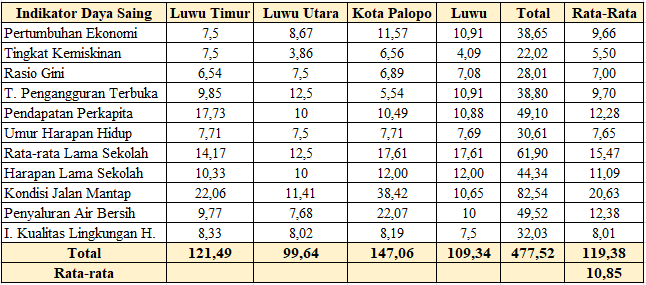 Indikator Daya Saing Luwu Timur Luwu Utara Kota Palopo Luwu Total Rata-Rata
Pertumbuhan Ekonomi 7,5 8,67 11,57 10,91 38,65 9,66
Tingkat Kemiskinan 7,5 3,86 6,56 4,09 22,02 5,50
Rasio Gini 6,54 7,5 6,89 7,08 28,01 7,00
T. Pengangguran Terbuka 9,85 12,5 5,54 10,91 38,80 9,70
Pendapatan Perkapita 17,73 10 10,49 10,88 49,10 12,28
Umur Harapan Hidup 7,71 7,5 7,71 7,69 30,61 7,65
Rata-rata Lama Sekolah 14,17 12,5 17,61 17,61 61,90 15,47
Harapan Lama Sekolah 10,33 10 12,00 12,00 44,34 11,09
Kondisi Jalan Mantap 22,06 11,41 38,42 10,65 82,54 20,63
Penyaluran Air Bersih 9,77 7,68 22,07 10 49,52 12,38
I. Kualitas Lingkungan H. 8,33 8,02 8,19 7,5 32,03 8,01
Total 121,49 99,64 147,06 109,34 477,52 119,38
Rata-rata 10,85